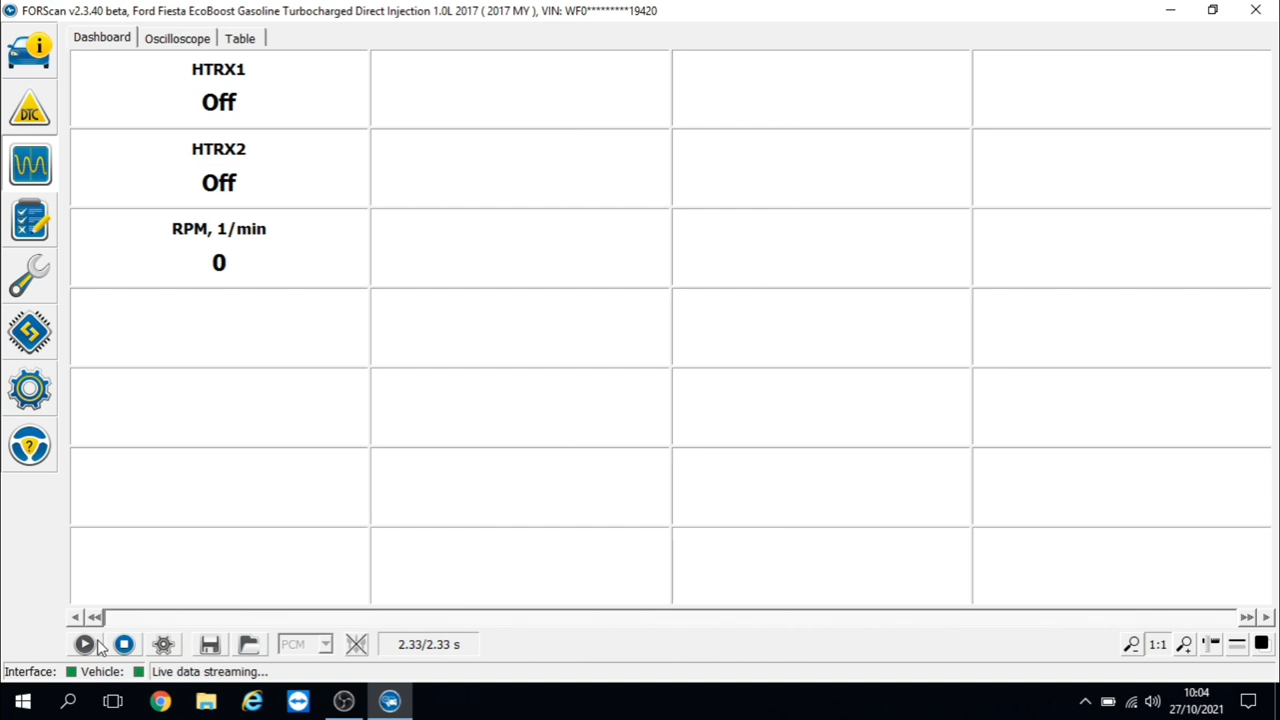 FORScan v2.3.40 beta, Ford Fiesta EcoBoost Gasoline Turbocharged Direct Injection 1.0L 2017 ( 2017 MY ), VIN: WF0*********19420
Dashboard Oscilloscope Table
DTC
HTRX1
Off
HTRX2
Off
RPM, 1/min
0
PCM 2.33/2.33 s 1:1
Interface: Vehicle: Live data streaming...
10:04
27/10/2021